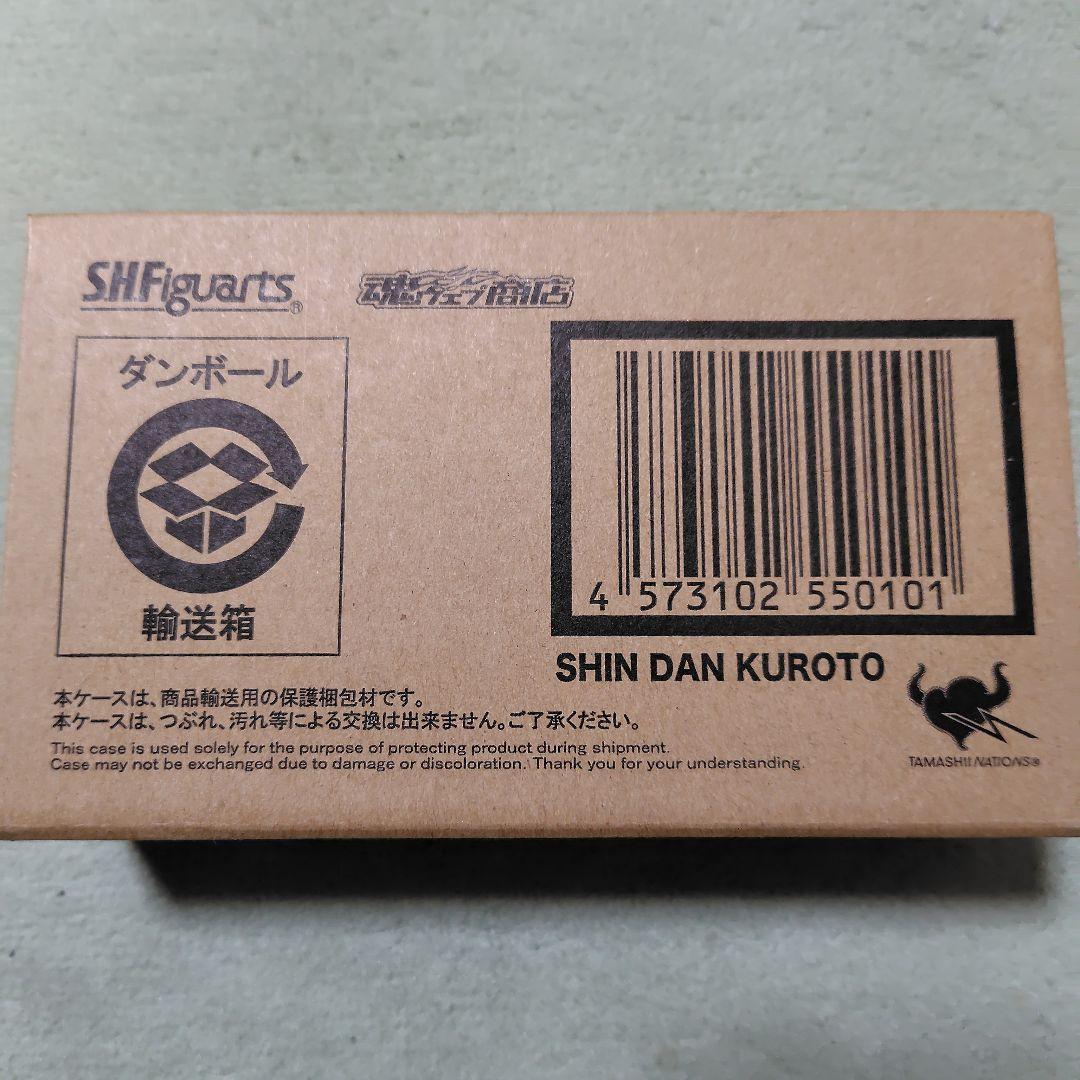 S.H.Figuarts®
魂ウェブ商店
ダンボール
輸送箱
4 573102 550101
SHIN DAN KUROTO
本ケースは、商品輸送用の保護梱包材です。
本ケースは、つぶれ、汚れ等による交換は出来ません。ご了承ください。
This case is used solely for the purpose of protecting product during shipment.
Case may not be exchanged due to damage or discoloration. Thank you for your understanding.
TAMASHII NATIONS®